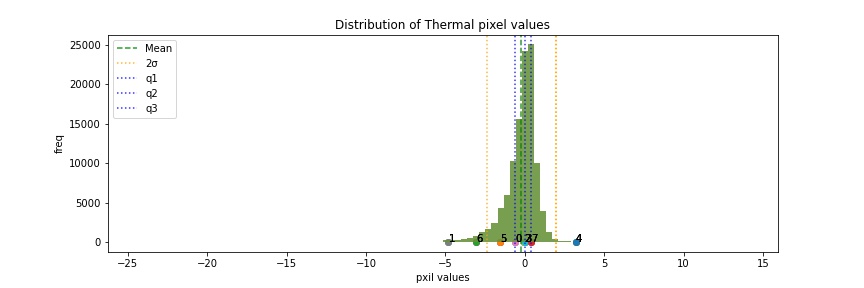 Distribution of Thermal pixel values
Mean
2σ
q1
q2
q3
freq
25000
20000
15000
10000
5000
0
1
6
5
0
7
4
−25
−20
−15
−10
−5
0
5
10
15
pxil values